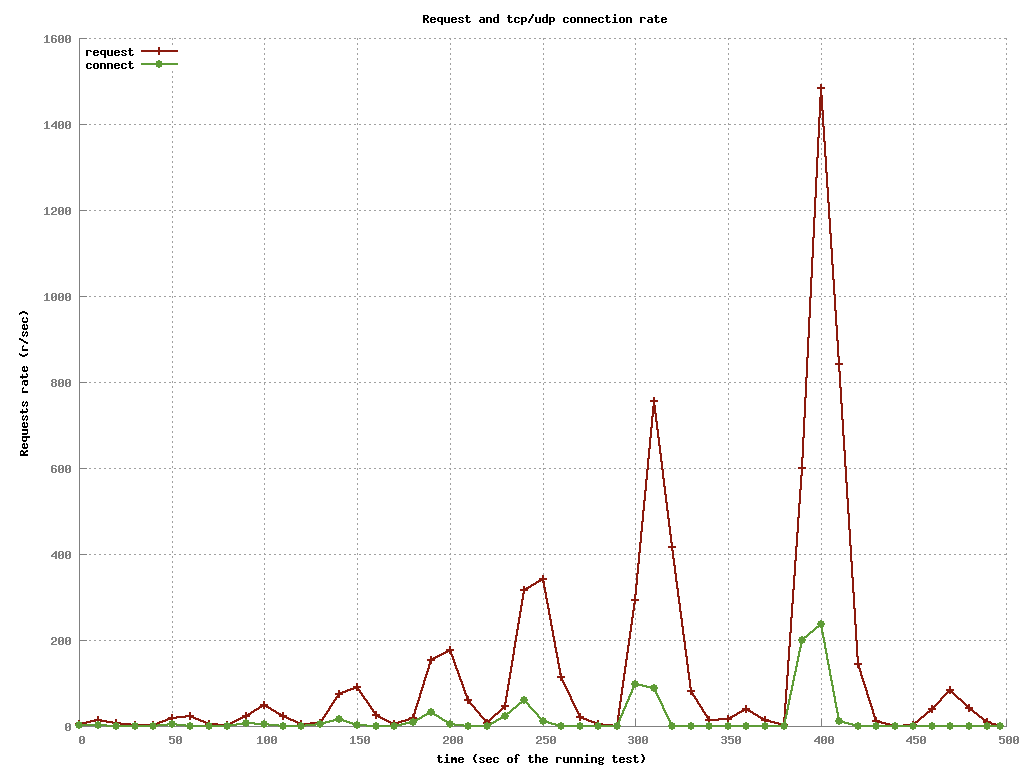 Request and tcp/udp connection rate
request
connect
1600
1400
1200
1000
800
600
400
200
0
Requests rate (r/sec)
0 50 100 150 200 250 300 350 400 450 500
time (sec of the running test)